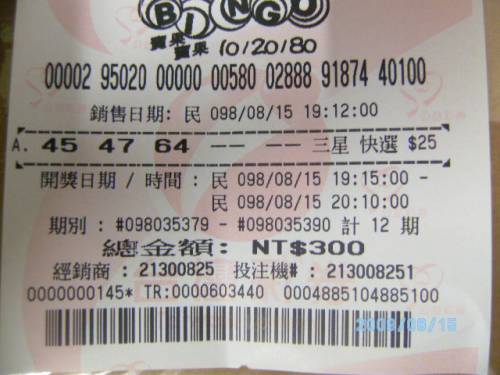 BINGO
賓果 賓果 10/20/80
00002 95020 00000 00580 02888 91874 40100
銷售日期: 民 098/08/15 19:12:00
A. 45 47 64 -- -- 三星 快選 $25
開獎日期 / 時間 : 民 098/08/15 19:15:00 -
民 098/08/15 20:10:00
期別 : #098035379 - #098035390 計 12 期
總金額: NT$300
經銷商 : 21300825 投注機# : 213008251
0000000145* TR:0000603440 0004885104885100
2009/08/15